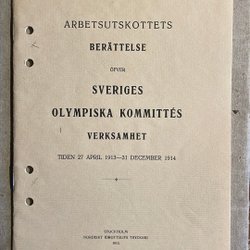 ARBETSUTSKOTTETS
BERÄTTELSE
ÖFVER
SVERIGES
OLYMPISKA KOMMITTÉS
VERKSAMHET
TIDEN 27 APRIL 1913—31 DECEMBER 1914
STOCKHOLM